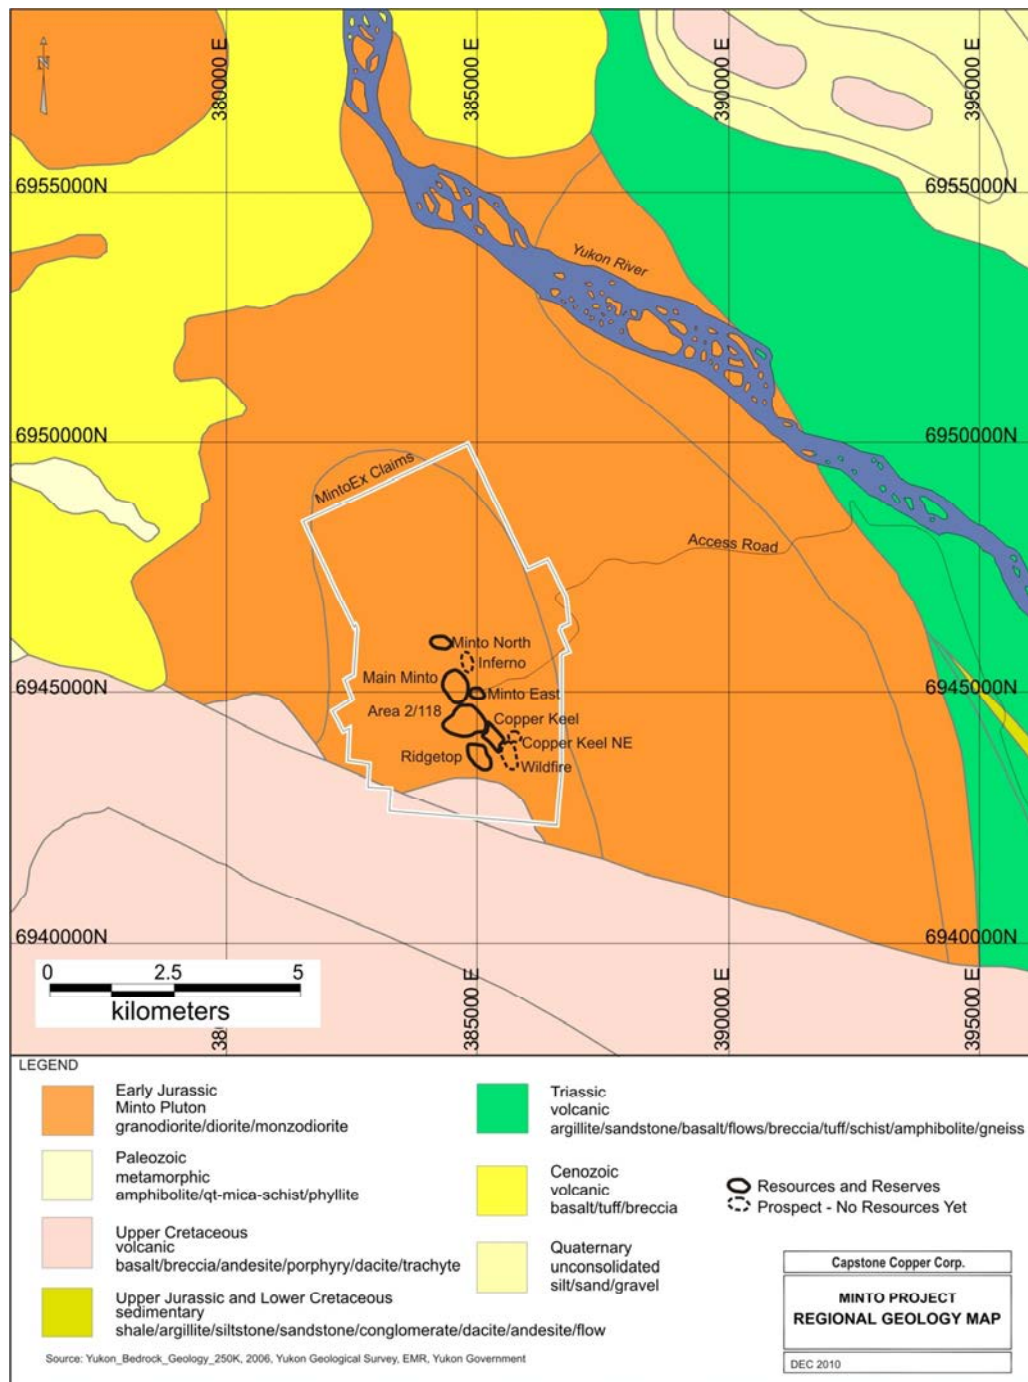 N
380000 E
385000 E
390000 E
395000 E
6955000N
6955000N
Yukon River
6950000N
6950000N
MintoEx Claims
Access Road
Minto North
Inferno
Main Minto
6945000N
6945000N
Minto East
Area 2/118
Copper Keel
Copper Keel NE
Ridgetop
Wildfire
6940000N
6940000N
0 2.5 5
kilometers
385000 E
390000 E
395000 E
LEGEND
Early Jurassic
Minto Pluton
granodiorite/diorite/monzodiorite
Paleozoic
metamorphic
amphibolite/qt-mica-schist/phyllite
Upper Cretaceous
volcanic
basalt/breccia/andesite/porphyry/dacite/trachyte
Upper Jurassic and Lower Cretaceous
sedimentary
shale/argillite/siltstone/sandstone/conglomerate/dacite/andesite/flow
Triassic
volcanic
argillite/sandstone/basalt/flows/breccia/tuff/schist/amphibolite/gneiss
Cenozoic
volcanic
basalt/tuff/breccia
Quaternary
unconsolidated
silt/sand/gravel
Resources and Reserves
Prospect - No Resources Yet
Capstone Copper Corp.
MINTO PROJECT
REGIONAL GEOLOGY MAP
DEC 2010
Source: Yukon_Bedrock_Geology_250K, 2006, Yukon Geological Survey, EMR, Yukon Government